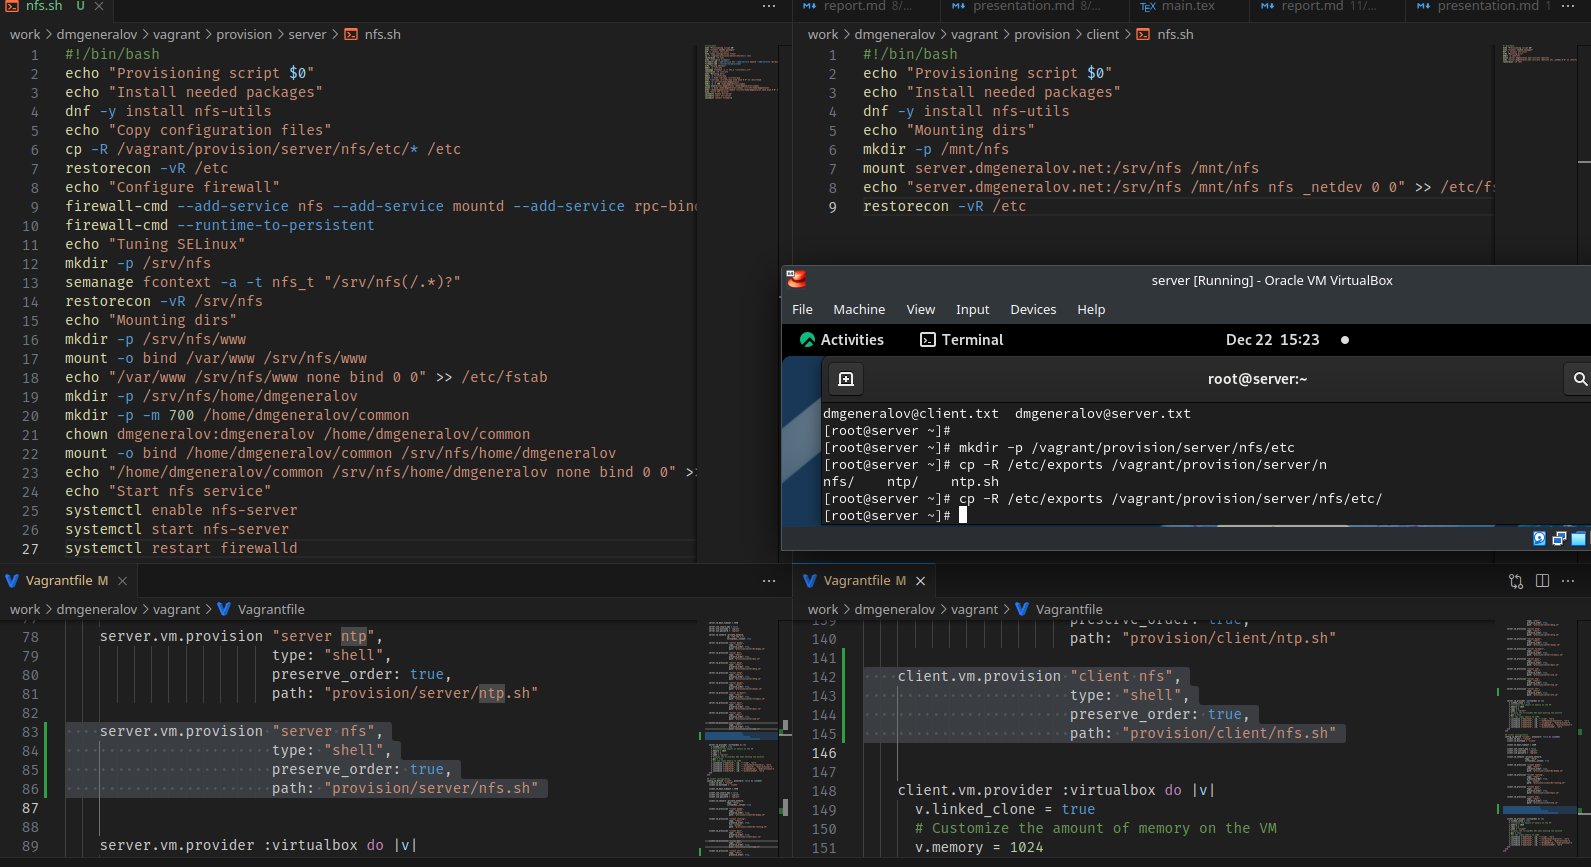 nfs.sh U
work > dmgeneralov > vagrant > provision > server > nfs.sh
1 #!/bin/bash
2 echo "Provisioning script $0"
3 echo "Install needed packages"
4 dnf -y install nfs-utils
5 echo "Copy configuration files"
6 cp -R /vagrant/provision/server/nfs/etc/* /etc
7 restorecon -vR /etc
8 echo "Configure firewall"
9 firewall-cmd --add-service nfs --add-service mountd --add-service rpc-bin
10 firewall-cmd --runtime-to-persistent
11 echo "Tuning SELinux"
12 mkdir -p /srv/nfs
13 semanage fcontext -a -t nfs_t "/srv/nfs(/.*)?"
14 restorecon -vR /srv/nfs
15 echo "Mounting dirs"
16 mkdir -p /srv/nfs/www
17 mount -o bind /var/www /srv/nfs/www
18 echo "/var/www /srv/nfs/www none bind 0 0" >> /etc/fstab
19 mkdir -p /srv/nfs/home/dmgeneralov
20 mkdir -p -m 700 /home/dmgeneralov/common
21 chown dmgeneralov:dmgeneralov /home/dmgeneralov/common
22 mount -o bind /home/dmgeneralov/common /srv/nfs/home/dmgeneralov
23 echo "/home/dmgeneralov/common /srv/nfs/home/dmgeneralov none bind 0 0" >
24 echo "Start nfs service"
25 systemctl enable nfs-server
26 systemctl start nfs-server
27 systemctl restart firewalld
report.md 8/...
presentation.md 8/...
TEX main.tex
report.md 11/...
presentation.md 1
work > dmgeneralov > vagrant > provision > client > nfs.sh
1 #!/bin/bash
2 echo "Provisioning script $0"
3 echo "Install needed packages"
4 dnf -y install nfs-utils
5 echo "Mounting dirs"
6 mkdir -p /mnt/nfs
7 mount server.dmgeneralov.net:/srv/nfs /mnt/nfs
8 echo "server.dmgeneralov.net:/srv/nfs /mnt/nfs nfs _netdev 0 0" >> /etc/fs
9 restorecon -vR /etc
server [Running] - Oracle VM VirtualBox
File Machine View Input Devices Help
Activities Terminal Dec 22 15:23
root@server:~
dmgeneralov@client.txt dmgeneralov@server.txt
[root@server ~]#
[root@server ~]# mkdir -p /vagrant/provision/server/nfs/etc
[root@server ~]# cp -R /etc/exports /vagrant/provision/server/n
nfs/ ntp/ ntp.sh
[root@server ~]# cp -R /etc/exports /vagrant/provision/server/nfs/etc/
[root@server ~]#
Vagrantfile M
work > dmgeneralov > vagrant > Vagrantfile
77
78 server.vm.provision "server ntp",
79 type: "shell",
80 preserve_order: true,
81 path: "provision/server/ntp.sh"
82
83 server.vm.provision "server nfs",
84 type: "shell",
85 preserve_order: true,
86 path: "provision/server/nfs.sh"
87
88
89 server.vm.provider :virtualbox do |v|
Vagrantfile M
work > dmgeneralov > vagrant > Vagrantfile
139 preserve_order: true,
140 path: "provision/client/ntp.sh"
141
142 client.vm.provision "client nfs",
143 type: "shell",
144 preserve_order: true,
145 path: "provision/client/nfs.sh"
146
147
148 client.vm.provider :virtualbox do |v|
149 v.linked_clone = true
150 # Customize the amount of memory on the VM
151 v.memory = 1024